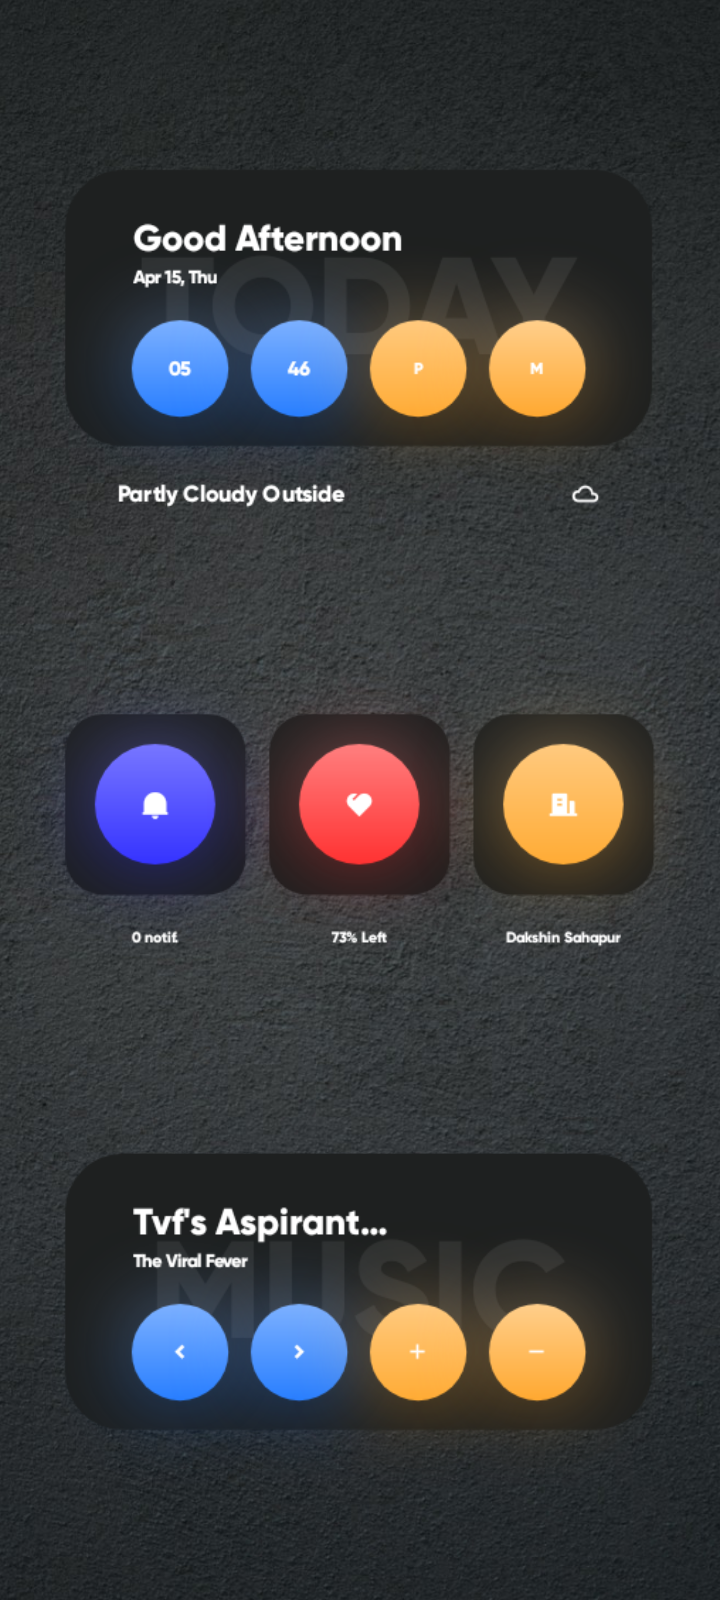 Good Afternoon
TODAY
Apr 15, Thu
05 46 P M
Partly Cloudy Outside
0 notif.
73% Left
Dakshin Sahapur
Tvf's Aspirant...
MUSIC
The Viral Fever
< > + −